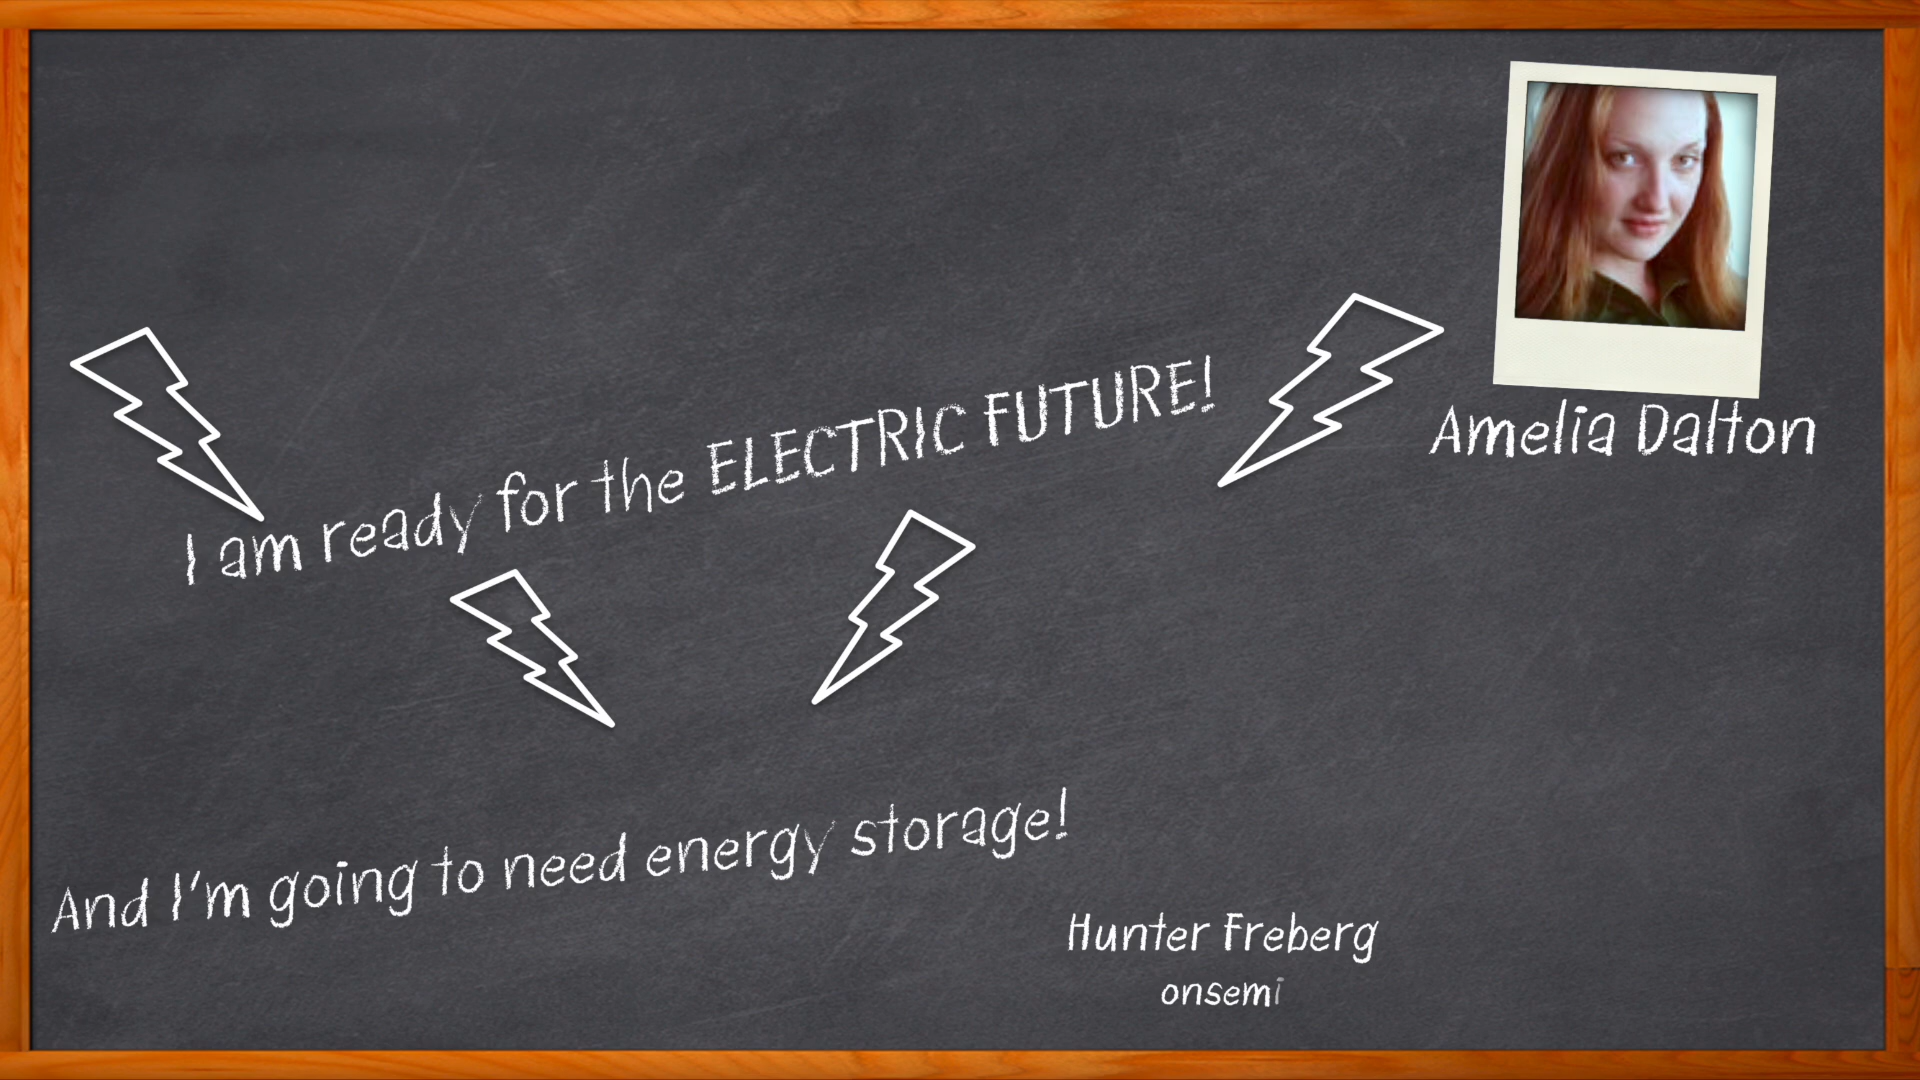 I am ready for the ELECTRIC FUTURE!
Amelia Dalton
And I'm going to need energy storage!
Hunter Freberg
onsemi